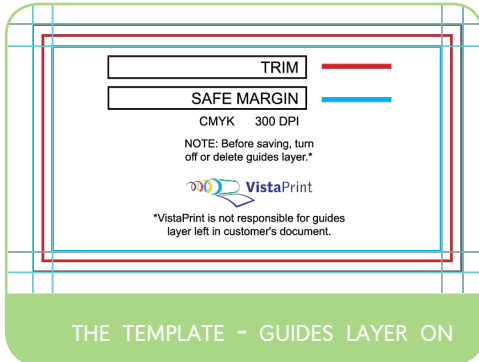 TRIM
SAFE MARGIN
CMYK 300 DPI
NOTE: Before saving, turn
off or delete guides layer.*
VistaPrint
*VistaPrint is not responsible for guides
layer left in customer's document.
THE TEMPLATE - GUIDES LAYER ON